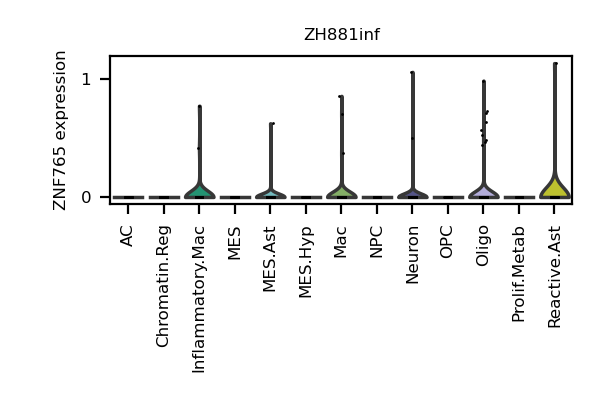 ZH881inf
ZNF765 expression
1
0
AC
Chromatin.Reg
Inflammatory.Mac
MES
MES.Ast
MES.Hyp
Mac
NPC
Neuron
OPC
Oligo
Prolif.Metab
Reactive.Ast